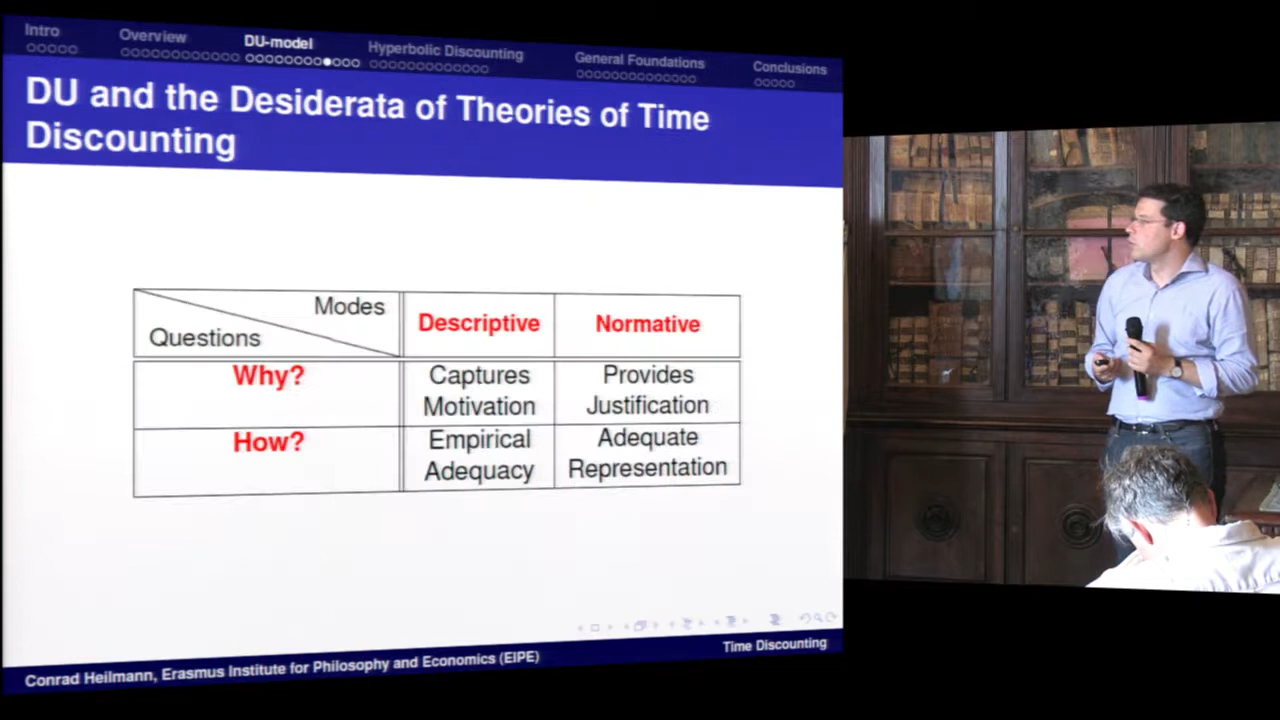 Intro
Overview
DU-model
Hyperbolic Discounting
General Foundations
Conclusions
DU and the Desiderata of Theories of Time
Discounting
Modes
Questions
Descriptive
Normative
Why?
Captures
Motivation
Provides
Justification
How?
Empirical
Adequacy
Adequate
Representation
Conrad Heilmann, Erasmus Institute for Philosophy and Economics (EIPE)
Time Discounting